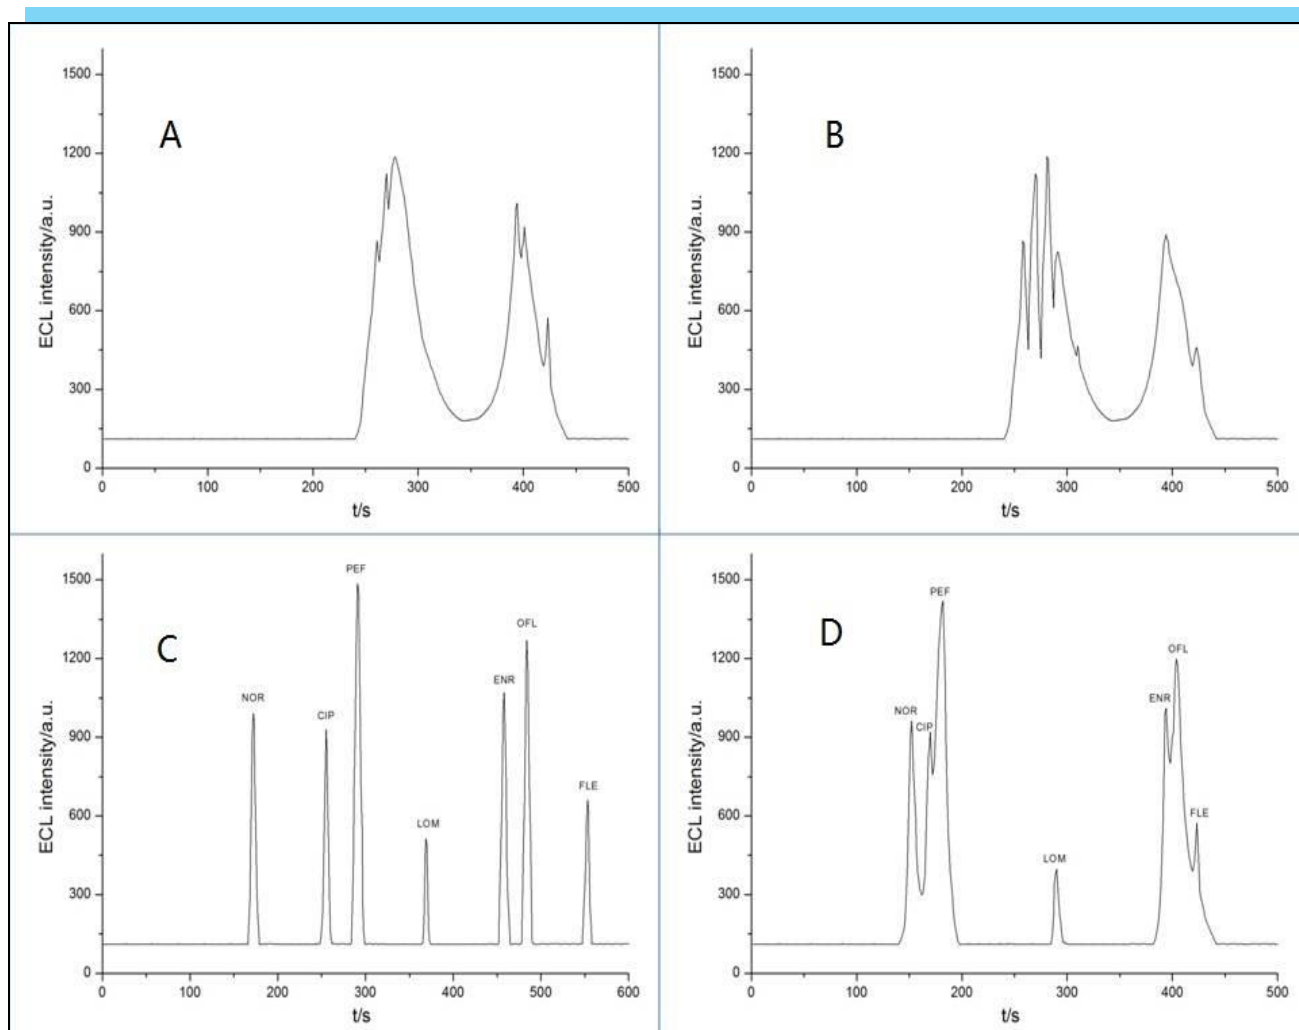 A
ECL intensity/a.u.
1500
1200
900
600
300
0
0 100 200 300 400 500
t/s
B
ECL intensity/a.u.
1500
1200
900
600
300
0
0 100 200 300 400 500
t/s
C
ECL intensity/a.u.
1500
1200
900
600
300
0
NOR
CIP
PEF
LOM
ENR
OFL
FLE
0 100 200 300 400 500 600
t/s
D
ECL intensity/a.u.
1500
1200
900
600
300
0
NOR
CIP
PEF
LOM
ENR
OFL
FLE
0 100 200 300 400 500
t/s